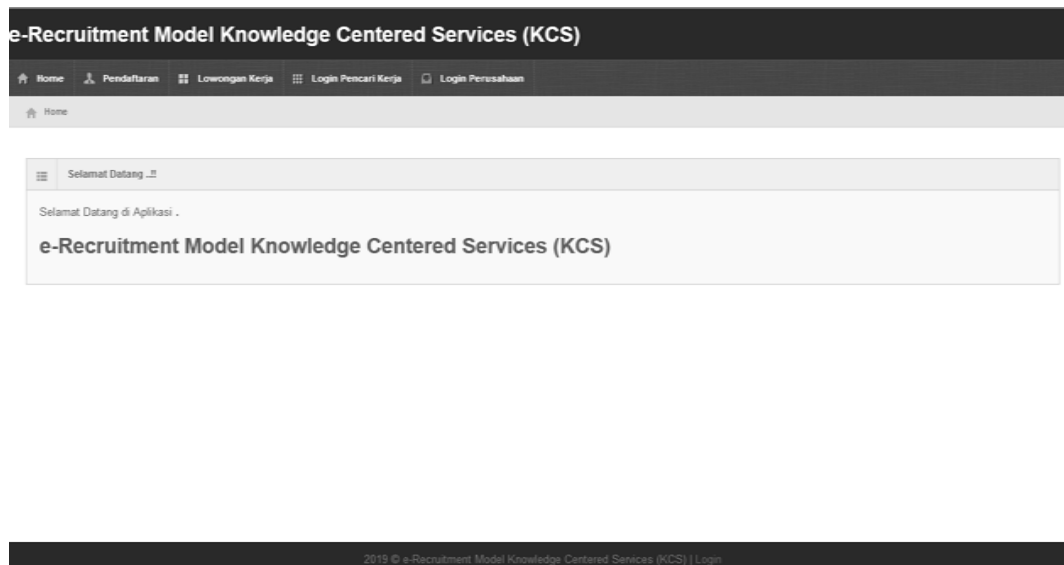 e-Recruitment Model Knowledge Centered Services (KCS)
Home Pendaftaran Lowongan Kerja Login Pencari Kerja Login Perusahaan
Home
Selamat Datang ..!!
Selamat Datang di Aplikasi .
e-Recruitment Model Knowledge Centered Services (KCS)
2019 © e-Recruitment Model Knowledge Centered Services (KCS) | Login